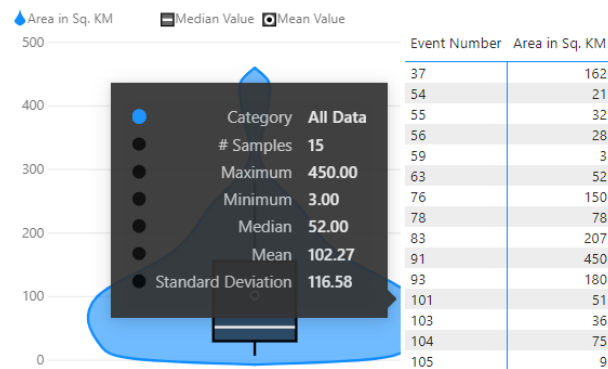 Area in Sq. KM Median Value Mean Value
500
400
300
200
100
0
Category All Data
# Samples 15
Maximum 450.00
Minimum 3.00
Median 52.00
Mean 102.27
Standard Deviation 116.58
Event Number Area in Sq. KM
37 162
54 21
55 32
56 28
59 3
63 52
76 150
78 78
83 207
91 450
93 180
101 51
103 36
104 75
105 9